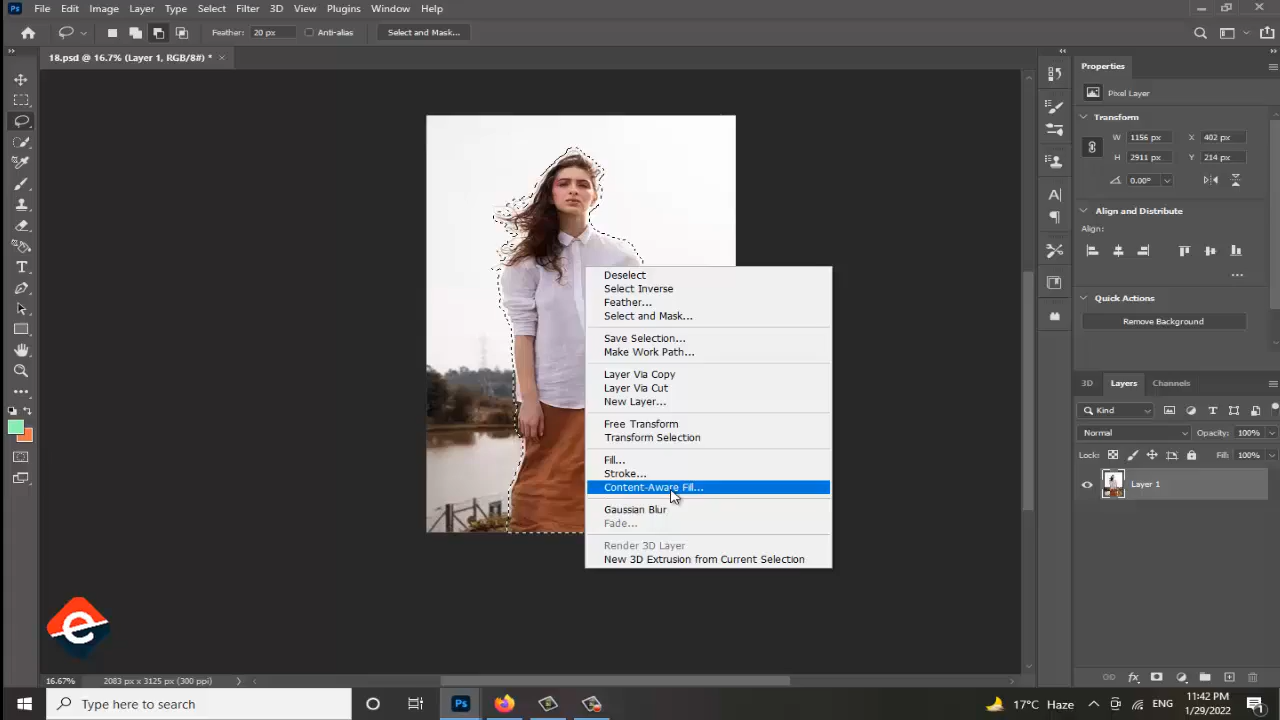 Ps File Edit Image Layer Type Select Filter 3D View Plugins Window Help
Feather: 20 px Anti-alias Select and Mask...
18.psd @ 16.7% (Layer 1, RGB/8#) * ×
Properties
Pixel Layer
Transform
W 1156 px X 402 px
H 2911 px Y 214 px
0.00°
Align and Distribute
Align:
Quick Actions
Remove Background
3D Layers Channels
Kind
Normal Opacity: 100%
Locks: Fill: 100%
Layer 1
Deselect
Select Inverse
Feather...
Select and Mask...
Save Selection...
Make Work Path...
Layer Via Copy
Layer Via Cut
New Layer...
Free Transform
Transform Selection
Fill...
Stroke...
Content-Aware Fill...
Gaussian Blur
Fade...
Render 3D Layer
New 3D Extrusion from Current Selection
e
16.67% 2083 px x 3125 px (300 ppi)
Type here to search
Ps
17°C Haze
11:42 PM
1/29/2022
1